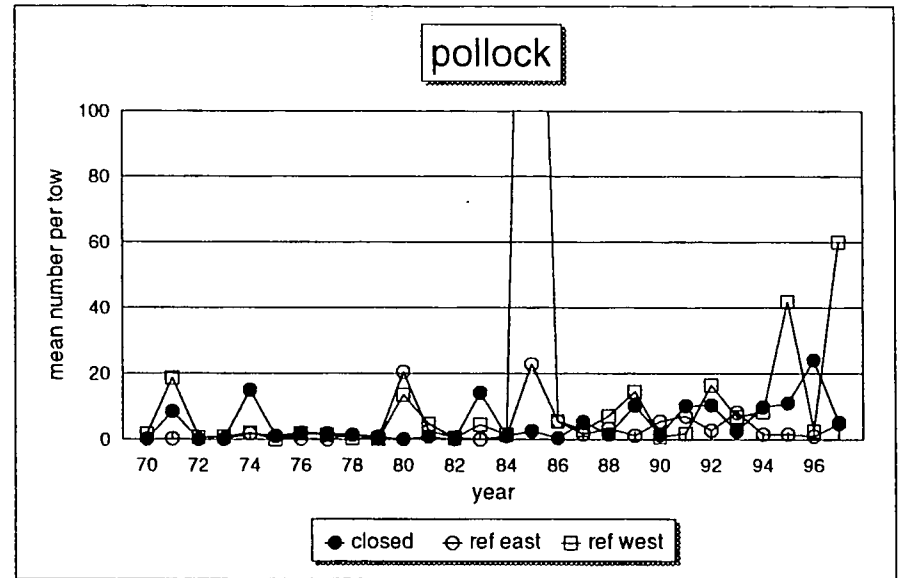 pollock
100
80
60
40
20
0
mean number per tow
70 72 74 76 78 80 82 84 86 88 90 92 94 96
year
closed ref east ref west